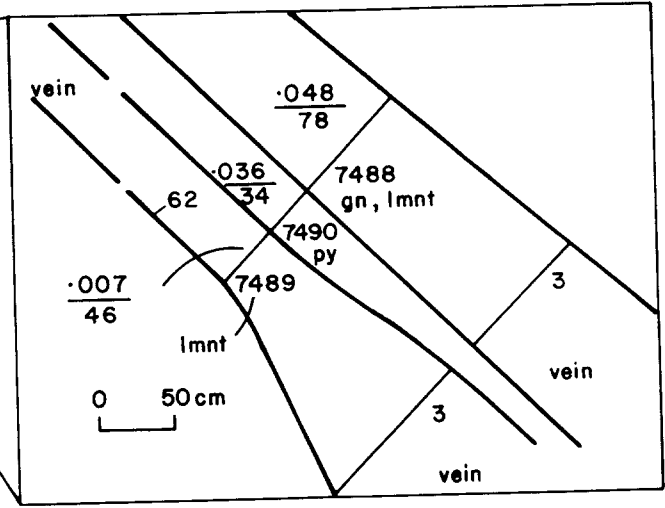 vein
·048
78
·036
34
7488
gn, lmnt
62
7490
py
·007
46
7489
lmnt
3
vein
0 50 cm
3
vein